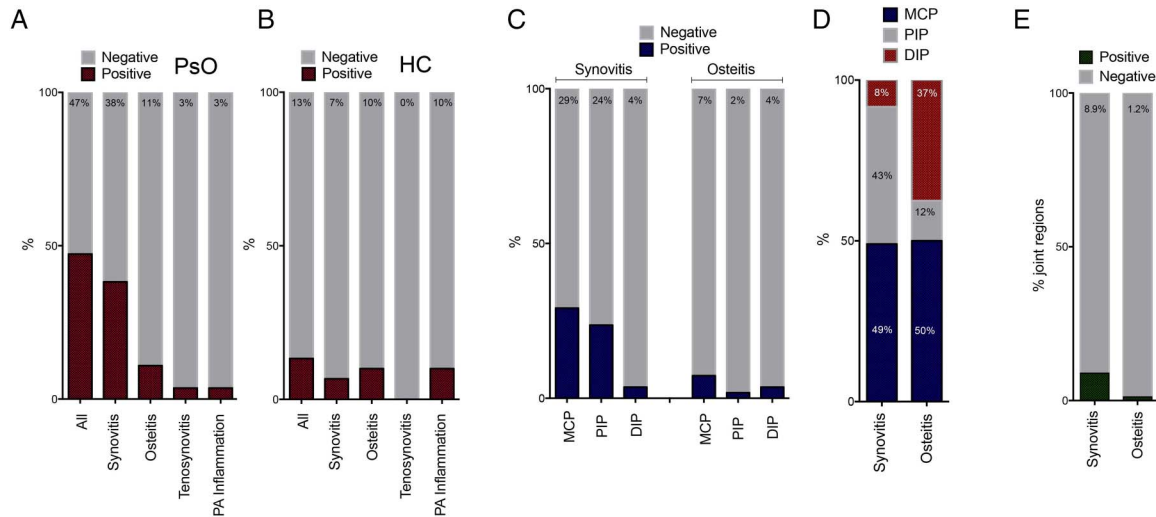 A
Negative
Positive
PsO
100
50
0
%
47%
38%
11%
3%
3%
All
Synovitis
Osteitis
Tenosynovitis
PA Inflammation
B
Negative
Positive
HC
100
50
0
%
13%
7%
10%
0%
10%
All
Synovitis
Osteitis
Tenosynovitis
PA Inflammation
C
Negative
Positive
Synovitis
Osteitis
100
50
0
%
29%
24%
4%
7%
2%
4%
MCP
PIP
DIP
MCP
PIP
DIP
D
MCP
PIP
DIP
100
50
0
%
8%
37%
43%
12%
49%
50%
Synovitis
Osteitis
E
Positive
Negative
100
50
0
% joint regions
8.9%
1.2%
Synovitis
Osteitis